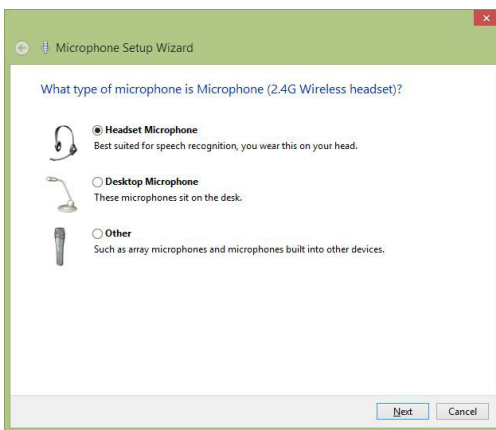 Microphone Setup Wizard
What type of microphone is Microphone (2.4G Wireless headset)?
Headset Microphone
Best suited for speech recognition, you wear this on your head.
Desktop Microphone
These microphones sit on the desk.
Other
Such as array microphones and microphones built into other devices.
Next Cancel